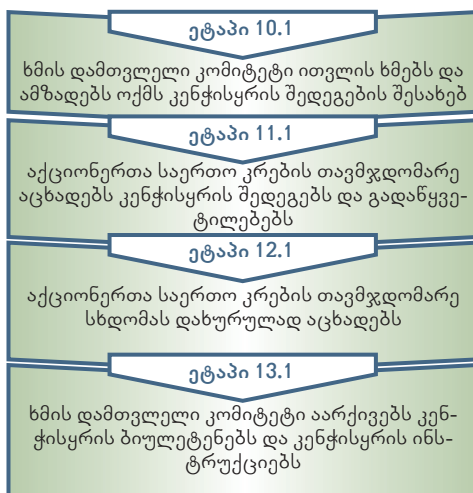 ეტაპი 10.1
ხმის დამთვლელი კომიტეტი ითვლის ხმებს და
ამზადებს ოქმს კენჭისყრის შედეგების შესახებ
ეტაპი 11.1
აქციონერთა საერთო კრების თავმჯდომარე
აცხადებს კენჭისყრის შედეგებს და გადაწყვე-
ტილებებს
ეტაპი 12.1
აქციონერთა საერთო კრების თავმჯდომარე
სხდომას დახურულად აცხადებს
ეტაპი 13.1
ხმის დამთვლელი კომიტეტი აარქივებს კენ-
ჭისყრის ბიულეტენებს და კენჭისყრის ინს-
ტრუქციებს